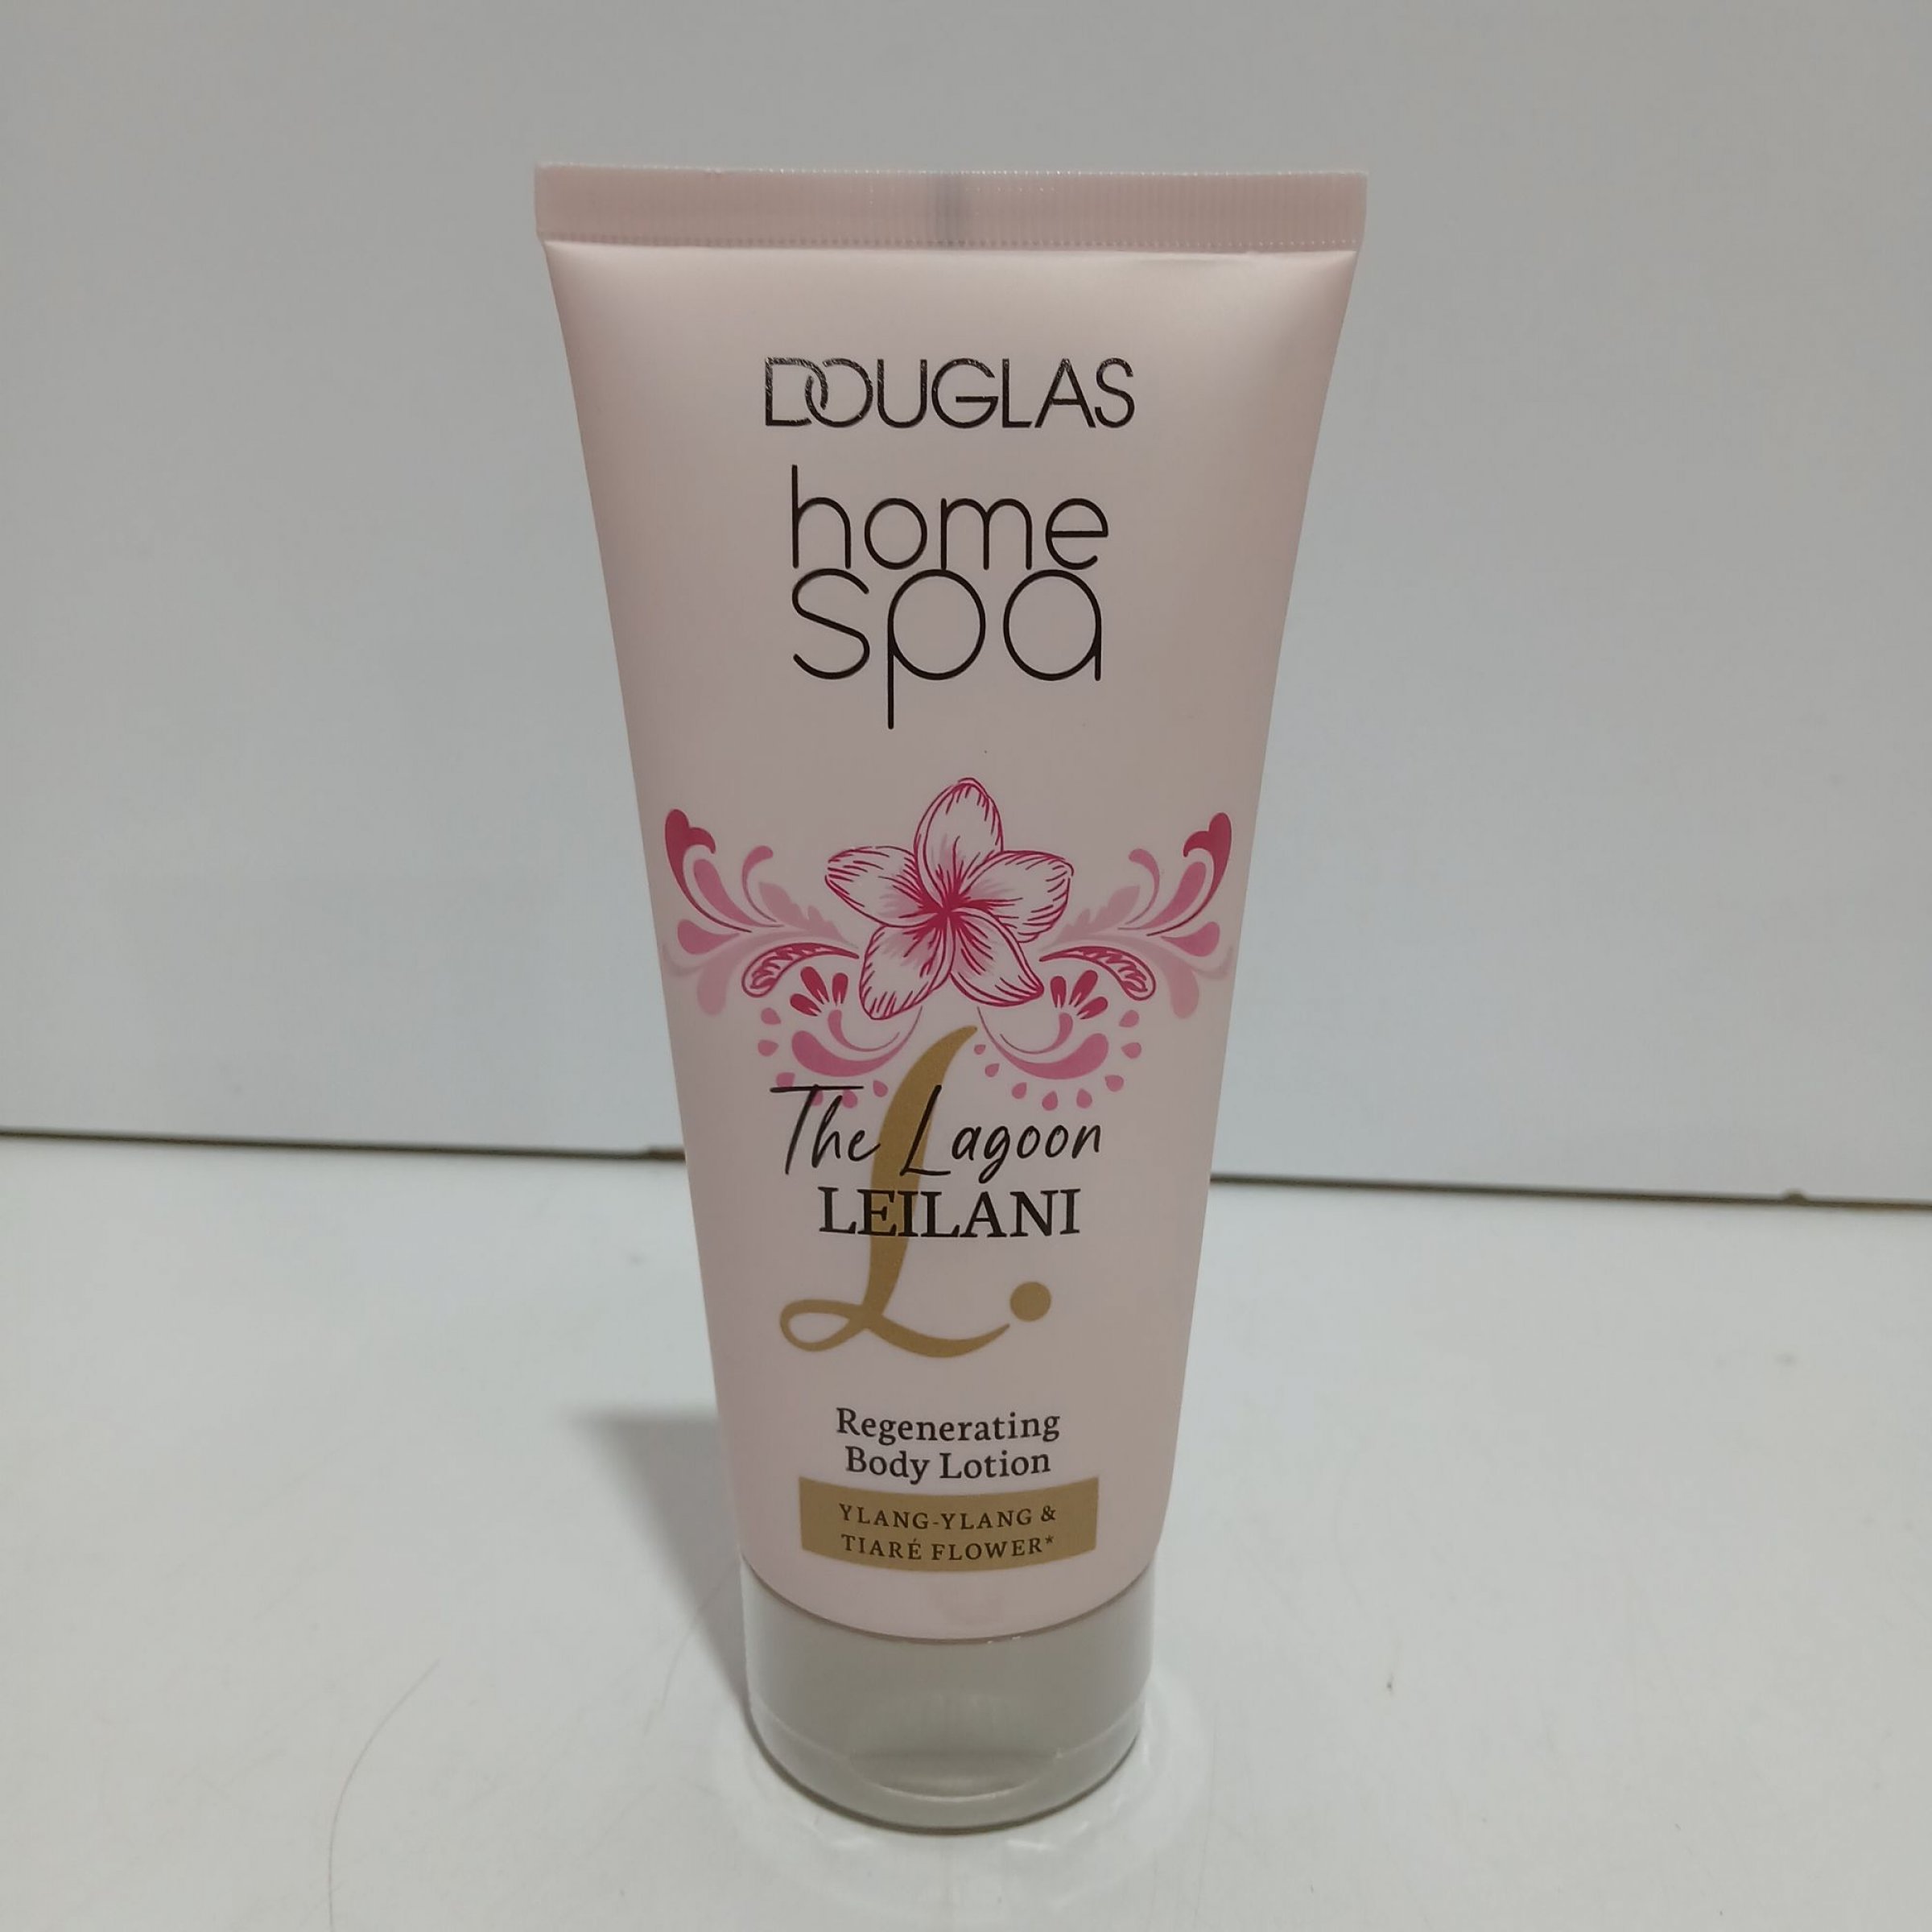 DOUGLAS
home
spa
The Lagoon
LEILANI
L.
Regenerating
Body Lotion
YLANG-YLANG &
TIARÉ FLOWER*